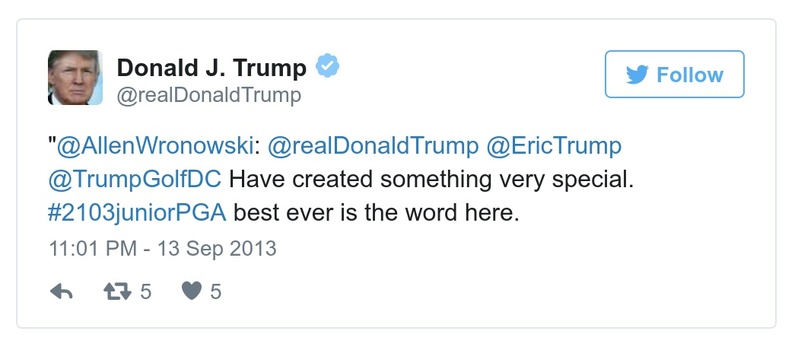 Donald J. Trump
@realDonaldTrump
Follow
"@AllenWronowski: @realDonaldTrump @EricTrump
@TrumpGolfDC Have created something very special.
#2103juniorPGA best ever is the word here.
11:01 PM - 13 Sep 2013
5 5